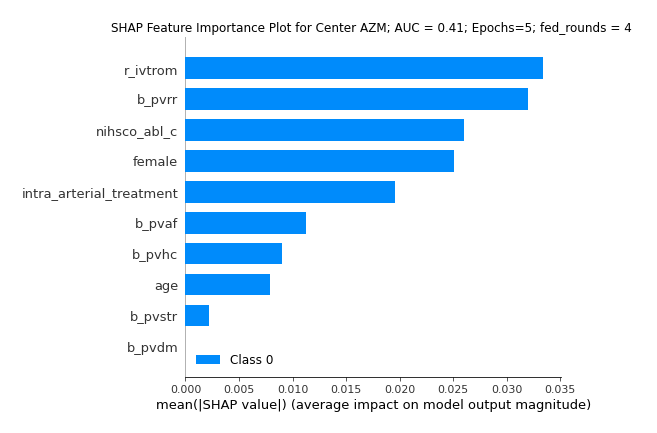 SHAP Feature Importance Plot for Center AZM; AUC = 0.41; Epochs=5; fed_rounds = 4
r_ivtrom
b_pvrr
nihsco_abl_c
female
intra_arterial_treatment
b_pvaf
b_pvhc
age
b_pvstr
b_pvdm
Class 0
0.000 0.005 0.010 0.015 0.020 0.025 0.030 0.035
mean(|SHAP value|) (average impact on model output magnitude)